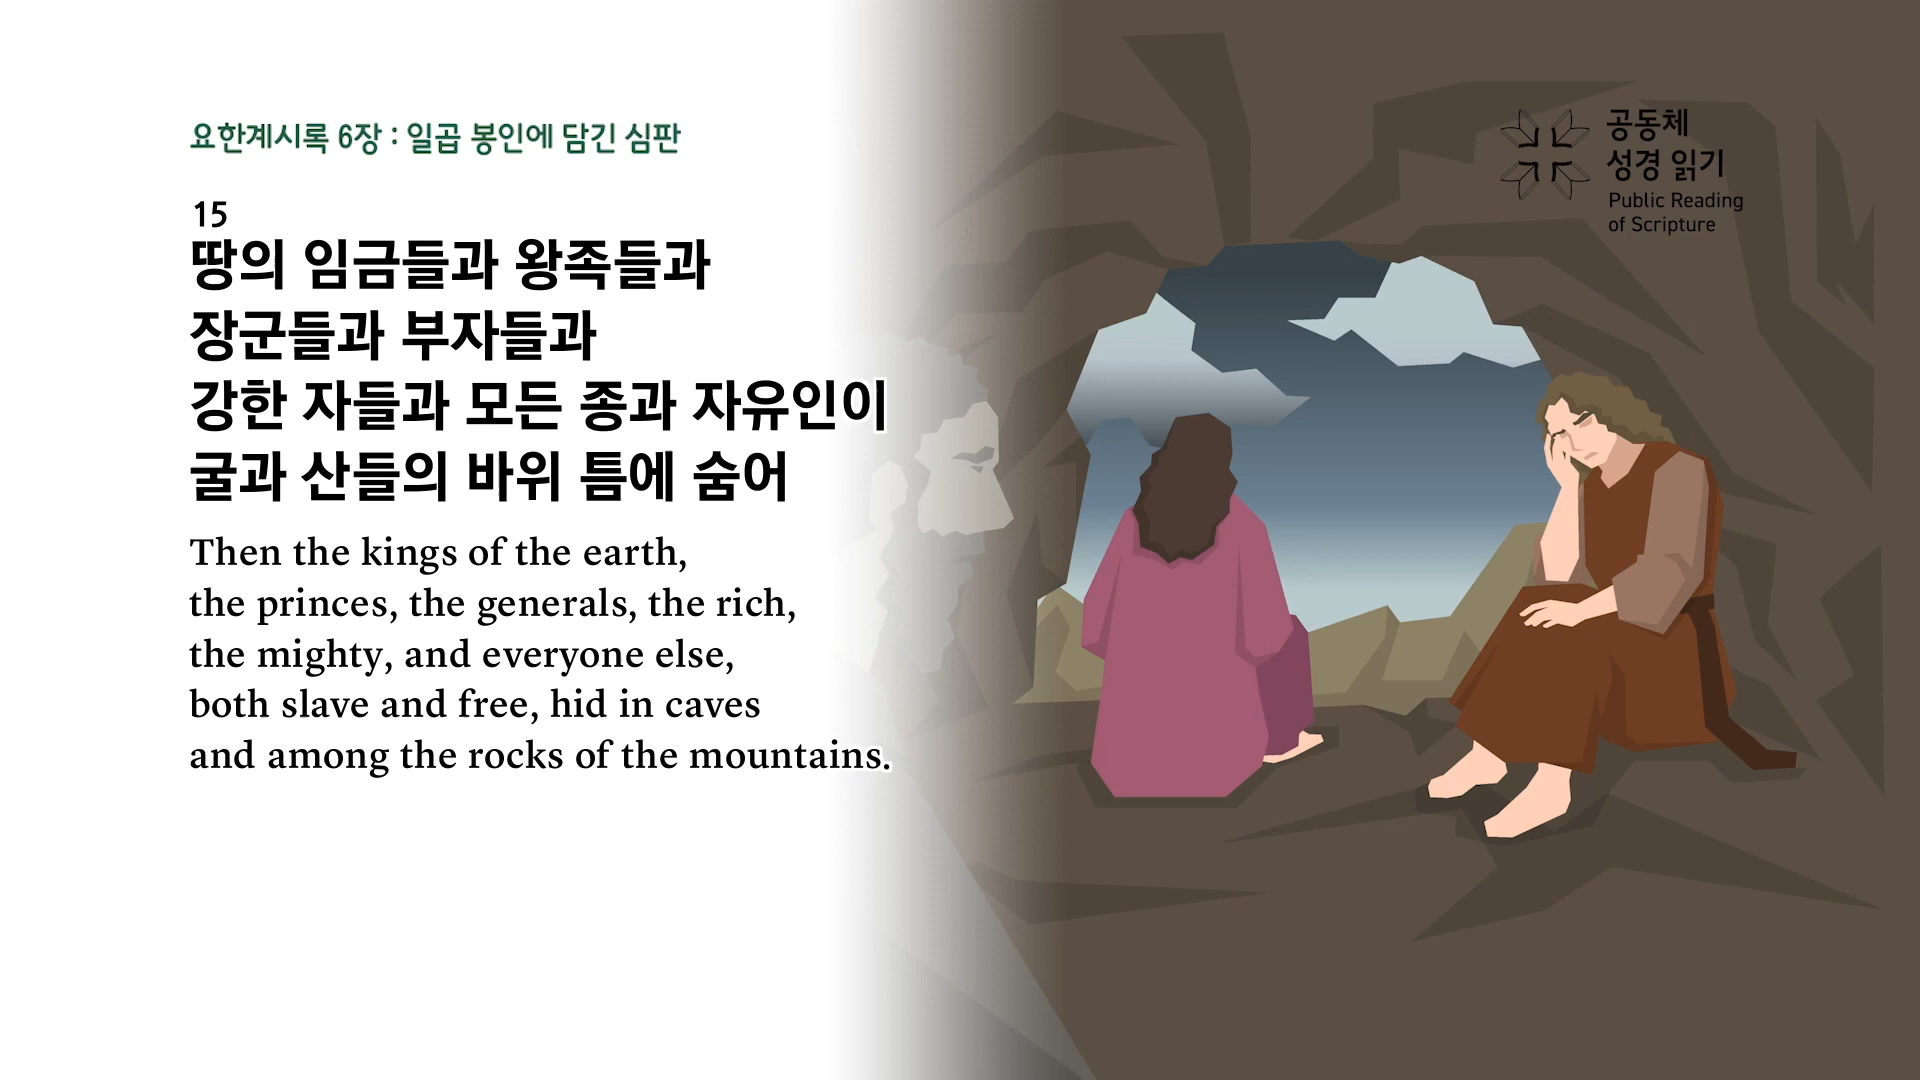 요한계시록 6장 : 일곱 봉인에 담긴 심판
15
땅의 임금들과 왕족들과
장군들과 부자들과
강한 자들과 모든 종과 자유인이
굴과 산들의 바위 틈에 숨어
Then the kings of the earth,
the princes, the generals, the rich,
the mighty, and everyone else,
both slave and free, hid in caves
and among the rocks of the mountains.
공동체
성경 읽기
Public Reading
of Scripture